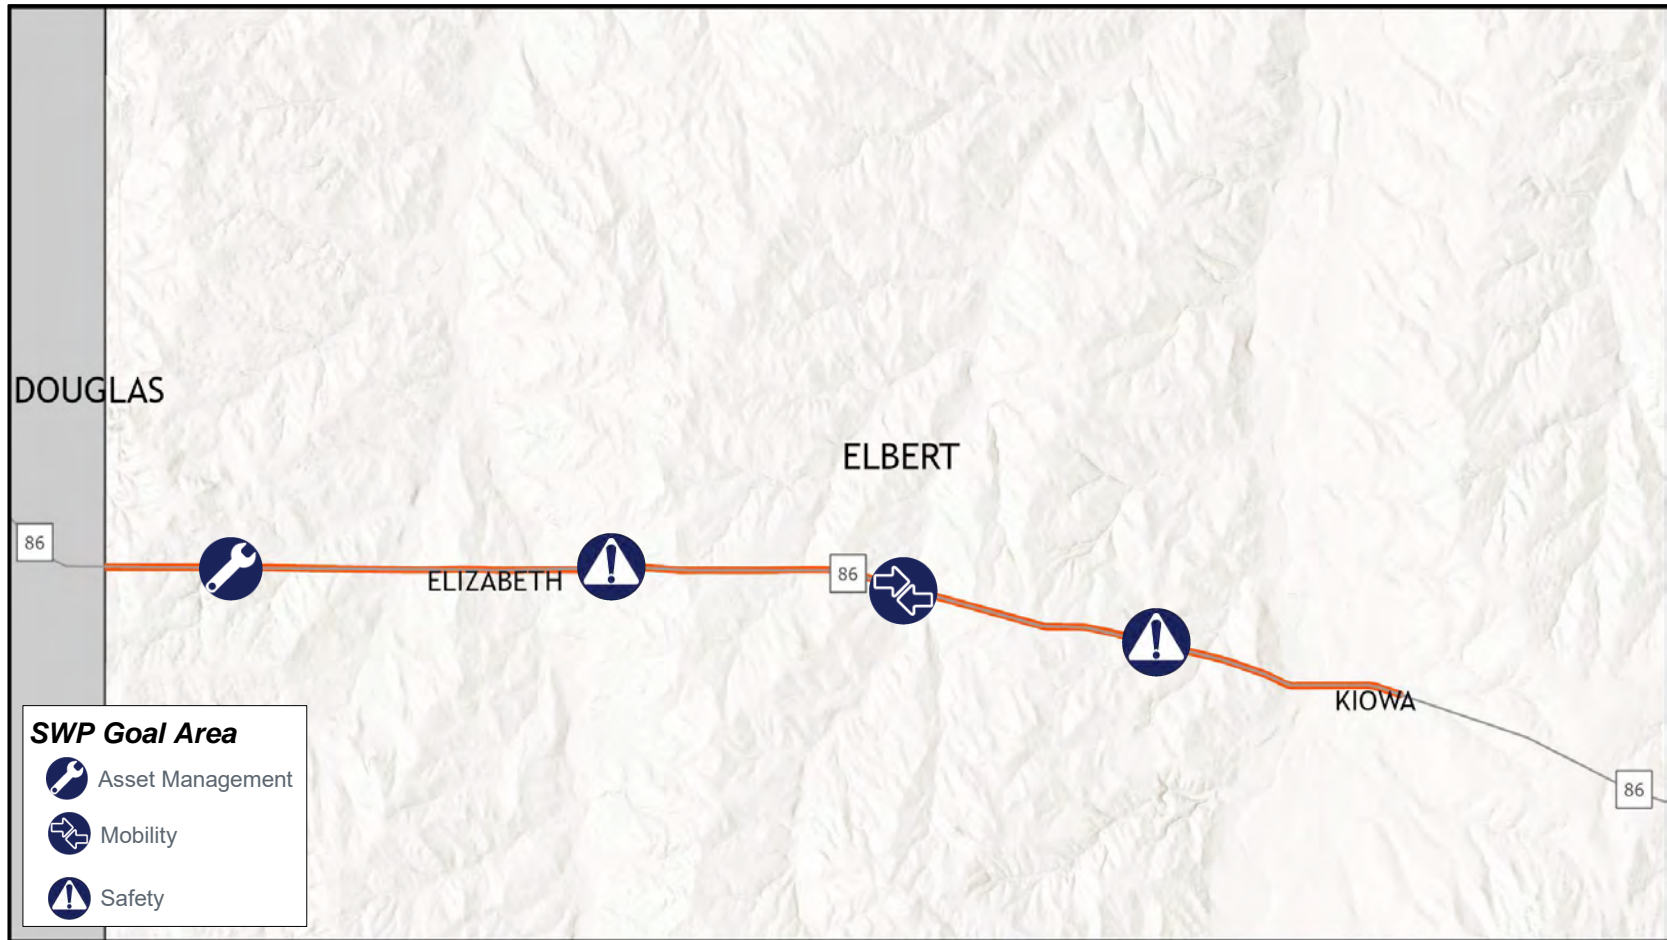 DOUGLAS
ELBERT
86
ELIZABETH
86
KIOWA
86
SWP Goal Area
Asset Management
Mobility
Safety